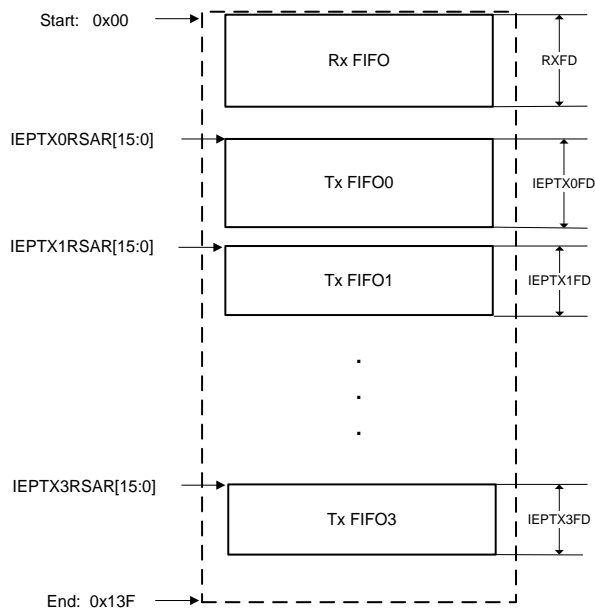 Start: 0x00
Rx FIFO
RXFD
IEPTX0RSAR[15:0]
Tx FIFO0
IEPTX0FD
IEPTX1RSAR[15:0]
Tx FIFO1
IEPTX1FD
.
.
.
IEPTX3RSAR[15:0]
Tx FIFO3
IEPTX3FD
End: 0x13F